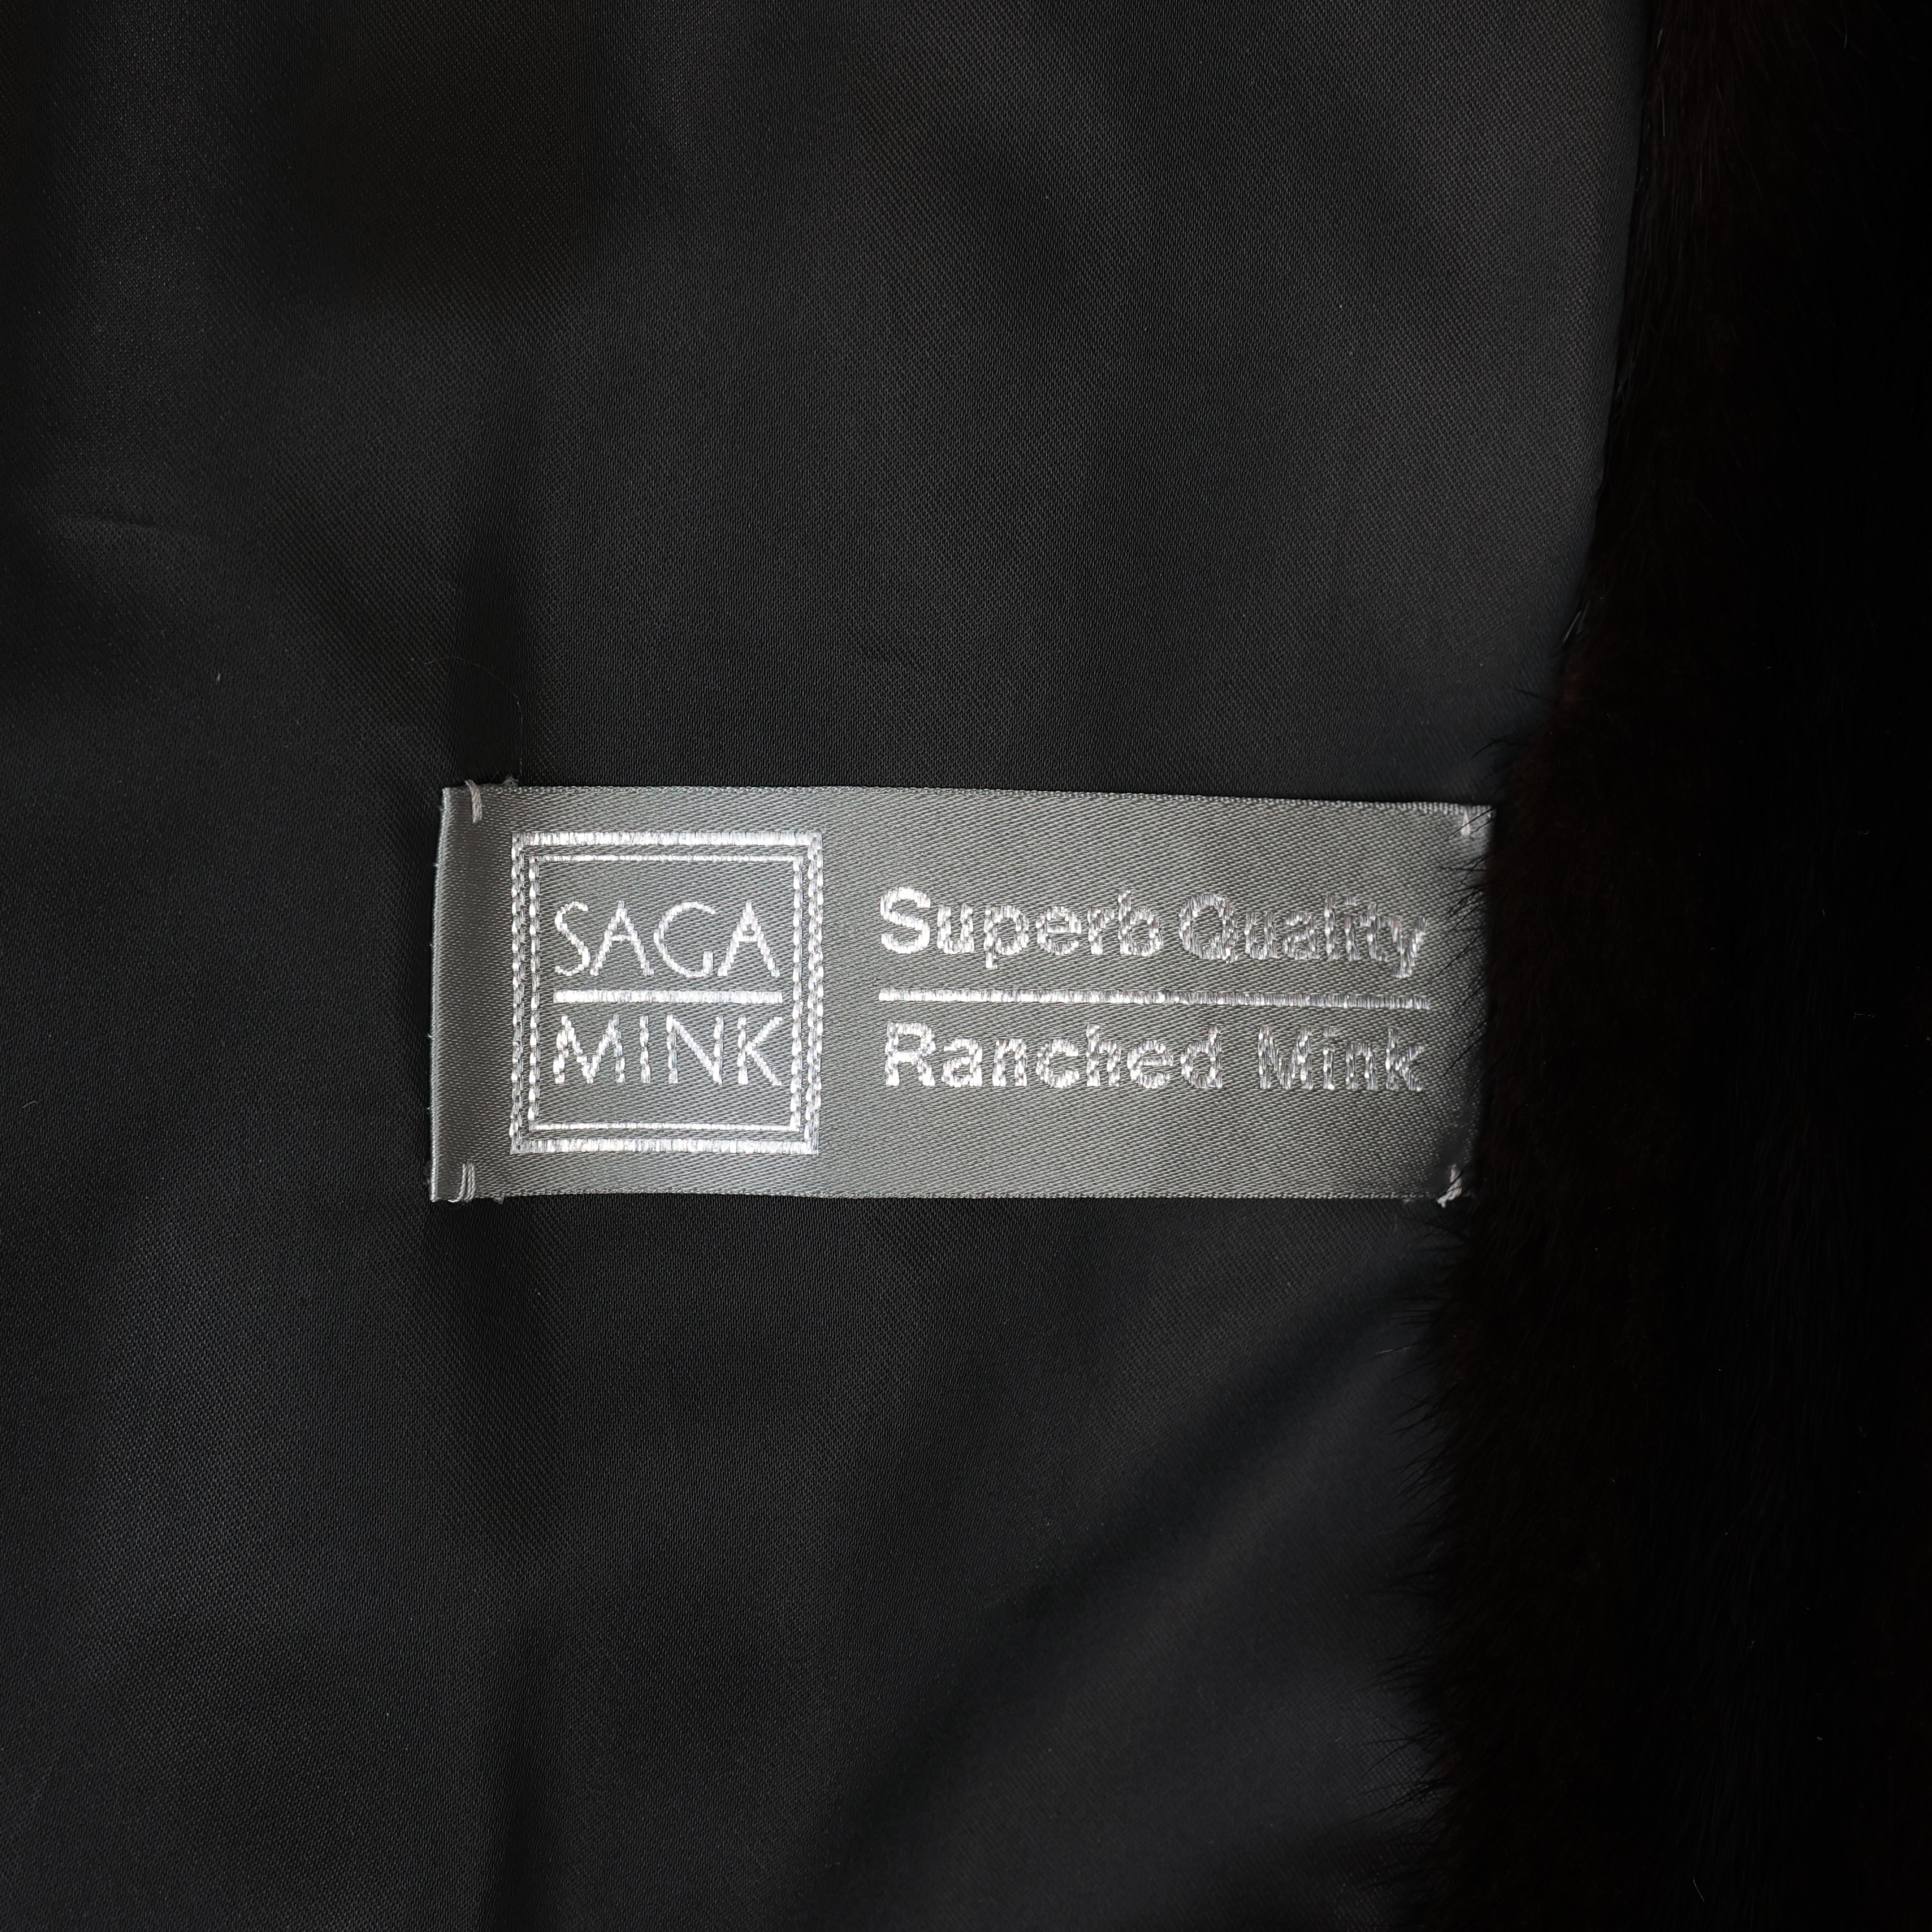 SAGA
MINK
Superb Quality
Ranched Mink